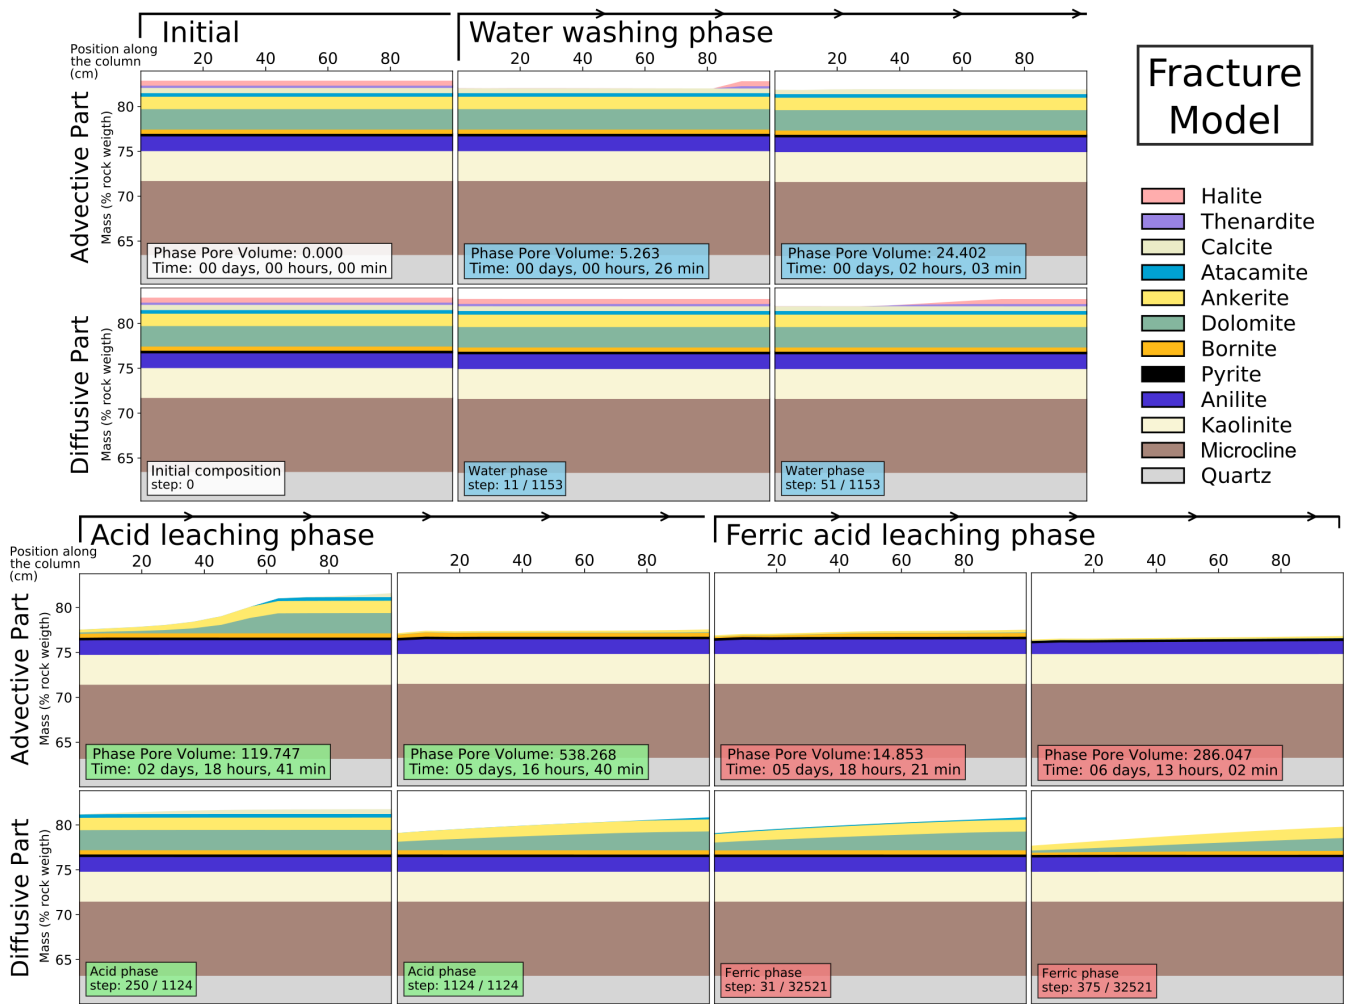 Initial
Water washing phase
Position along
the column
(cm)
20 40 60 80
20 40 60 80
20 40 60 80
Fracture
Model
Advective Part
Mass (% rock weigth)
80
75
70
65
Phase Pore Volume: 0.000
Time: 00 days, 00 hours, 00 min
Phase Pore Volume: 5.263
Time: 00 days, 00 hours, 26 min
Phase Pore Volume: 24.402
Time: 00 days, 02 hours, 03 min
Diffusive Part
Mass (% rock weigth)
80
75
70
65
Initial composition
step: 0
Water phase
step: 11 / 1153
Water phase
step: 51 / 1153
Halite
Thenardite
Calcite
Atacamite
Ankerite
Dolomite
Bornite
Pyrite
Anilite
Kaolinite
Microcline
Quartz
Acid leaching phase
Ferric acid leaching phase
Position along
the column
(cm)
20 40 60 80
20 40 60 80
20 40 60 80
20 40 60 80
Advective Part
Mass (% rock weigth)
80
75
70
65
Phase Pore Volume: 119.747
Time: 02 days, 18 hours, 41 min
Phase Pore Volume: 538.268
Time: 05 days, 16 hours, 40 min
Phase Pore Volume:14.853
Time: 05 days, 18 hours, 21 min
Phase Pore Volume: 286.047
Time: 06 days, 13 hours, 02 min
Diffusive Part
Mass (% rock weigth)
80
75
70
65
Acid phase
step: 250 / 1124
Acid phase
step: 1124 / 1124
Ferric phase
step: 31 / 32521
Ferric phase
step: 375 / 32521